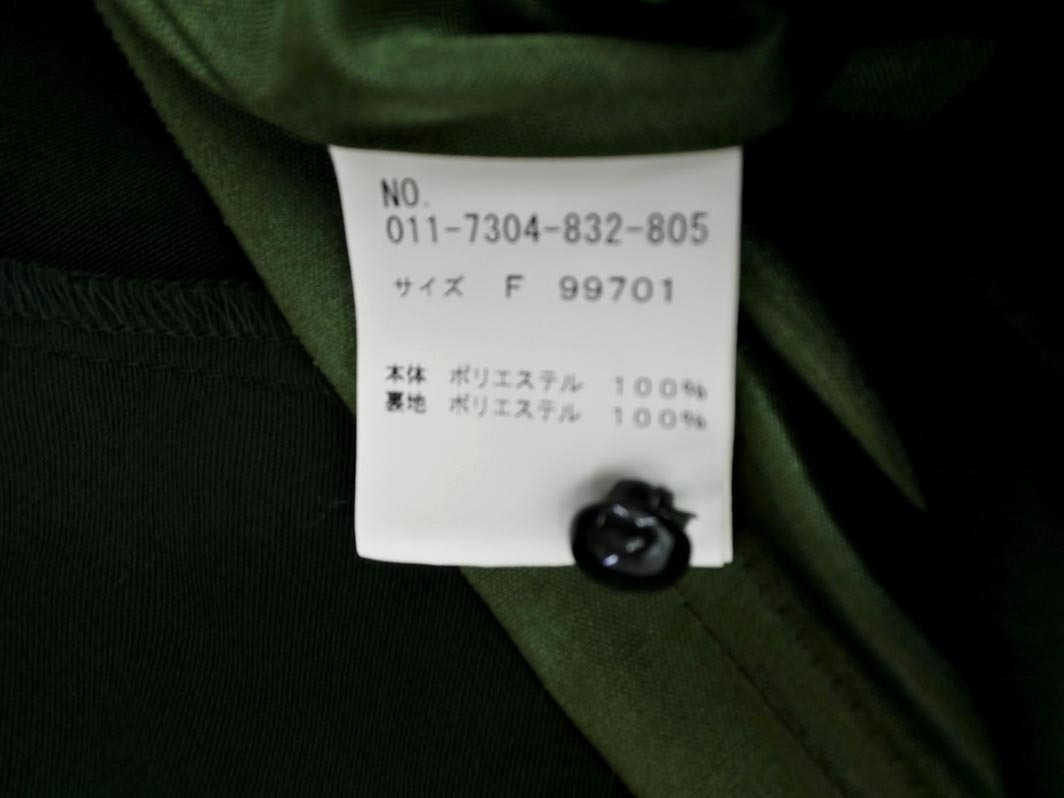 NO.
011-7304-832-805
サイズ F 99701
本体 ポリエステル 100%
裏地 ポリエステル 100%